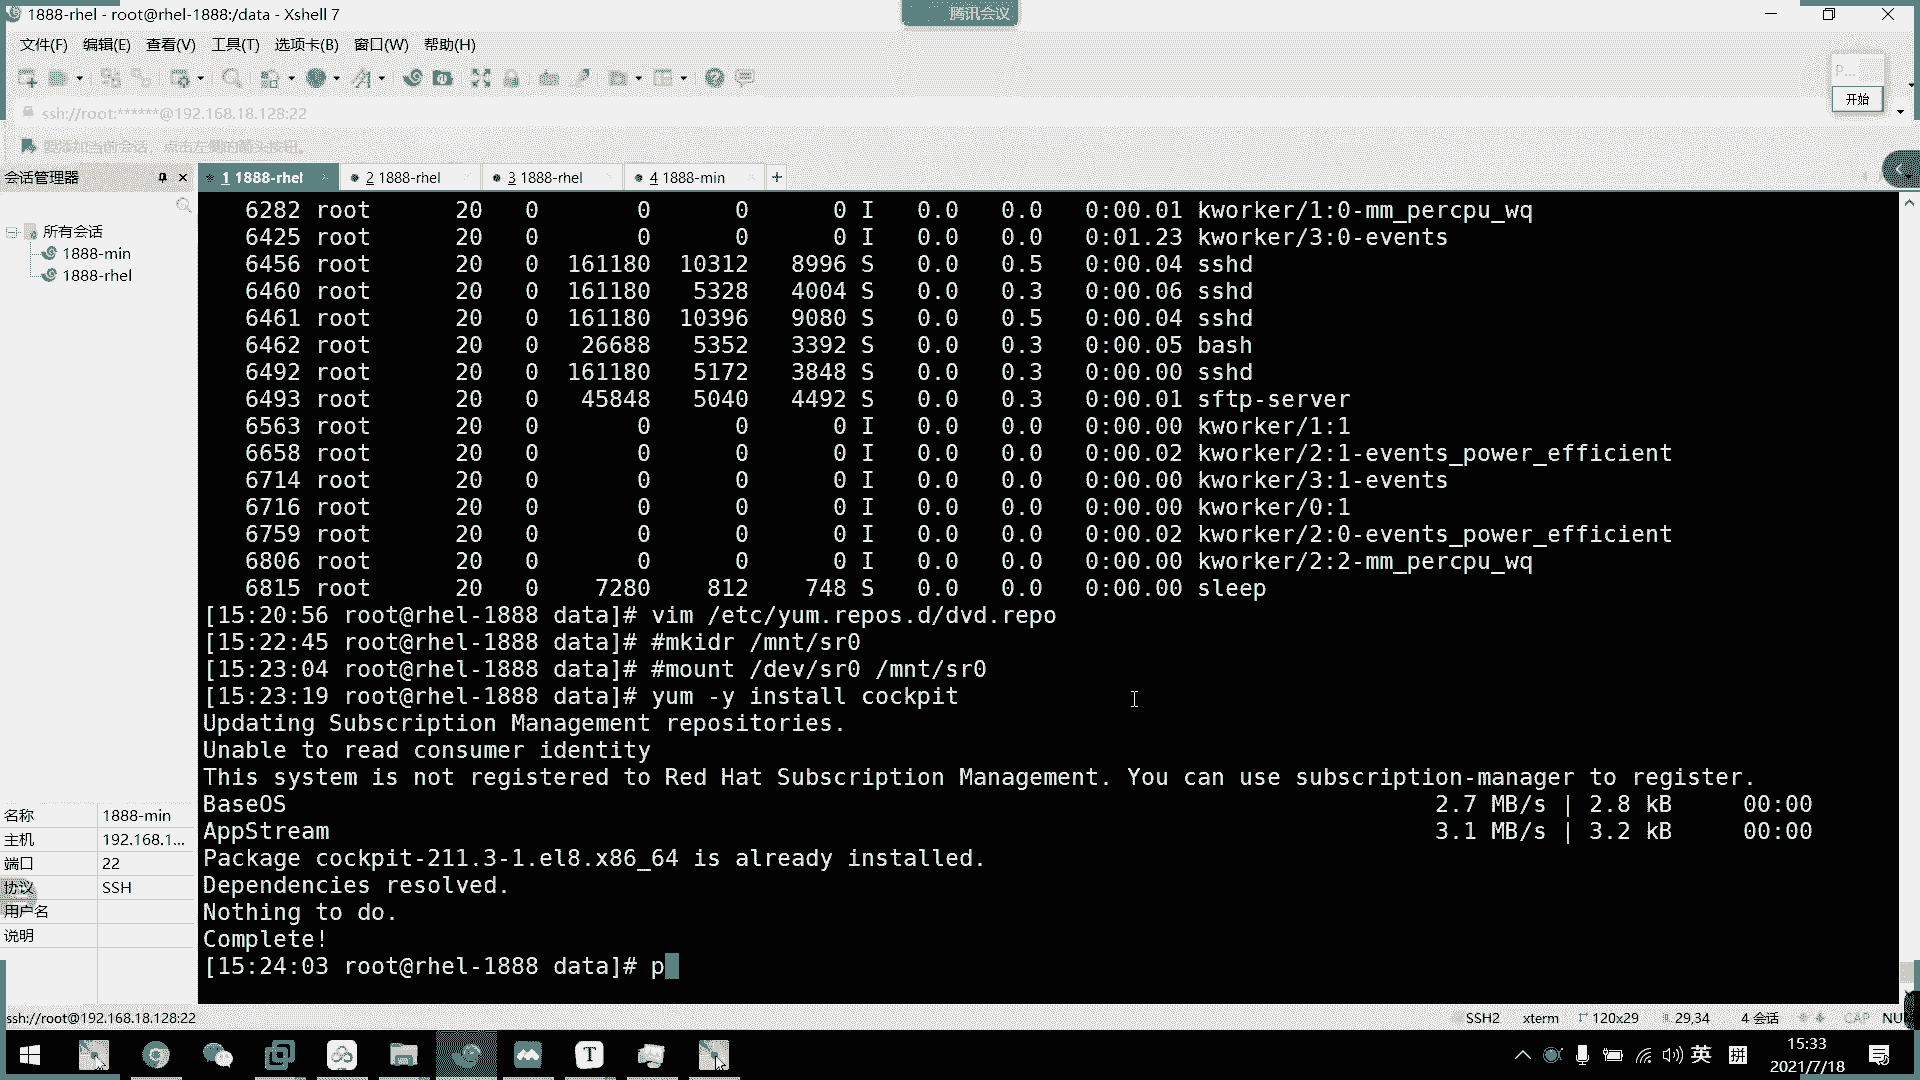 1888-rhel - root@rhel-1888:/data - Xshell 7
腾讯会议
文件(F) 编辑(E) 查看(V) 工具(T) 选项卡(B) 窗口(W) 帮助(H)
P...
开始
ssh://root:******@192.168.18.128:22
要添加当前会话，点击左侧的箭头按钮。
会话管理器
1 1888-rhel
2 1888-rhel
3 1888-rhel
4 1888-min
所有会话
1888-min
1888-rhel
6282 root 20 0 0 0 0 I 0.0 0.0 0:00.01 kworker/1:0-mm_percpu_wq
6425 root 20 0 0 0 0 I 0.0 0.0 0:01.23 kworker/3:0-events
6456 root 20 0 161180 10312 8996 S 0.0 0.5 0:00.04 sshd
6460 root 20 0 161180 5328 4004 S 0.0 0.3 0:00.06 sshd
6461 root 20 0 161180 10396 9080 S 0.0 0.5 0:00.04 sshd
6462 root 20 0 26688 5352 3392 S 0.0 0.3 0:00.05 bash
6492 root 20 0 161180 5172 3848 S 0.0 0.3 0:00.00 sshd
6493 root 20 0 45848 5040 4492 S 0.0 0.3 0:00.01 sftp-server
6563 root 20 0 0 0 0 I 0.0 0.0 0:00.00 kworker/1:1
6658 root 20 0 0 0 0 I 0.0 0.0 0:00.02 kworker/2:1-events_power_efficient
6714 root 20 0 0 0 0 I 0.0 0.0 0:00.00 kworker/3:1-events
6716 root 20 0 0 0 0 I 0.0 0.0 0:00.00 kworker/0:1
6759 root 20 0 0 0 0 I 0.0 0.0 0:00.02 kworker/2:0-events_power_efficient
6806 root 20 0 0 0 0 I 0.0 0.0 0:00.00 kworker/2:2-mm_percpu_wq
6815 root 20 0 7280 812 748 S 0.0 0.0 0:00.00 sleep
[15:20:56 root@rhel-1888 data]# vim /etc/yum.repos.d/dvd.repo
[15:22:45 root@rhel-1888 data]# #mkidr /mnt/sr0
[15:23:04 root@rhel-1888 data]# #mount /dev/sr0 /mnt/sr0
[15:23:19 root@rhel-1888 data]# yum -y install cockpit
Updating Subscription Management repositories.
Unable to read consumer identity
This system is not registered to Red Hat Subscription Management. You can use subscription-manager to register.
BaseOS 2.7 MB/s | 2.8 kB 00:00
AppStream 3.1 MB/s | 3.2 kB 00:00
Package cockpit-211.3-1.el8.x86_64 is already installed.
Dependencies resolved.
Nothing to do.
Complete!
[15:24:03 root@rhel-1888 data]# p
名称 1888-min
主机 192.168.1...
端口 22
协议 SSH
用户名
说明
ssh://root@192.168.18.128:22
SSH2 xterm 120x29 29,34 4 会话 CAP NUM
英 拼
15:33
2021/7/18